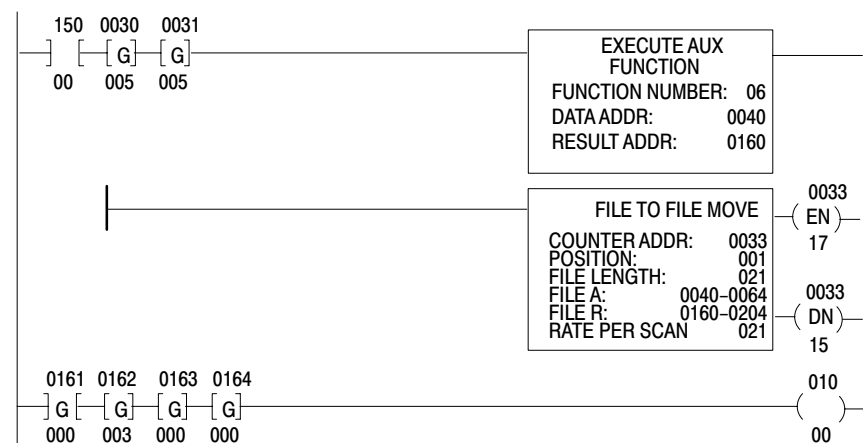 150 0030 0031
G G
00 005 005
EXECUTE AUX
FUNCTION
FUNCTION NUMBER: 06
DATA ADDR: 0040
RESULT ADDR: 0160
FILE TO FILE MOVE
COUNTER ADDR: 0033
POSITION: 001
FILE LENGTH: 021
FILE A: 0040–0064
FILE R: 0160–0204
RATE PER SCAN 021
0033
EN
17
0033
DN
15
0161 0162 0163 0164
G G G G
000 003 000 000
010
00